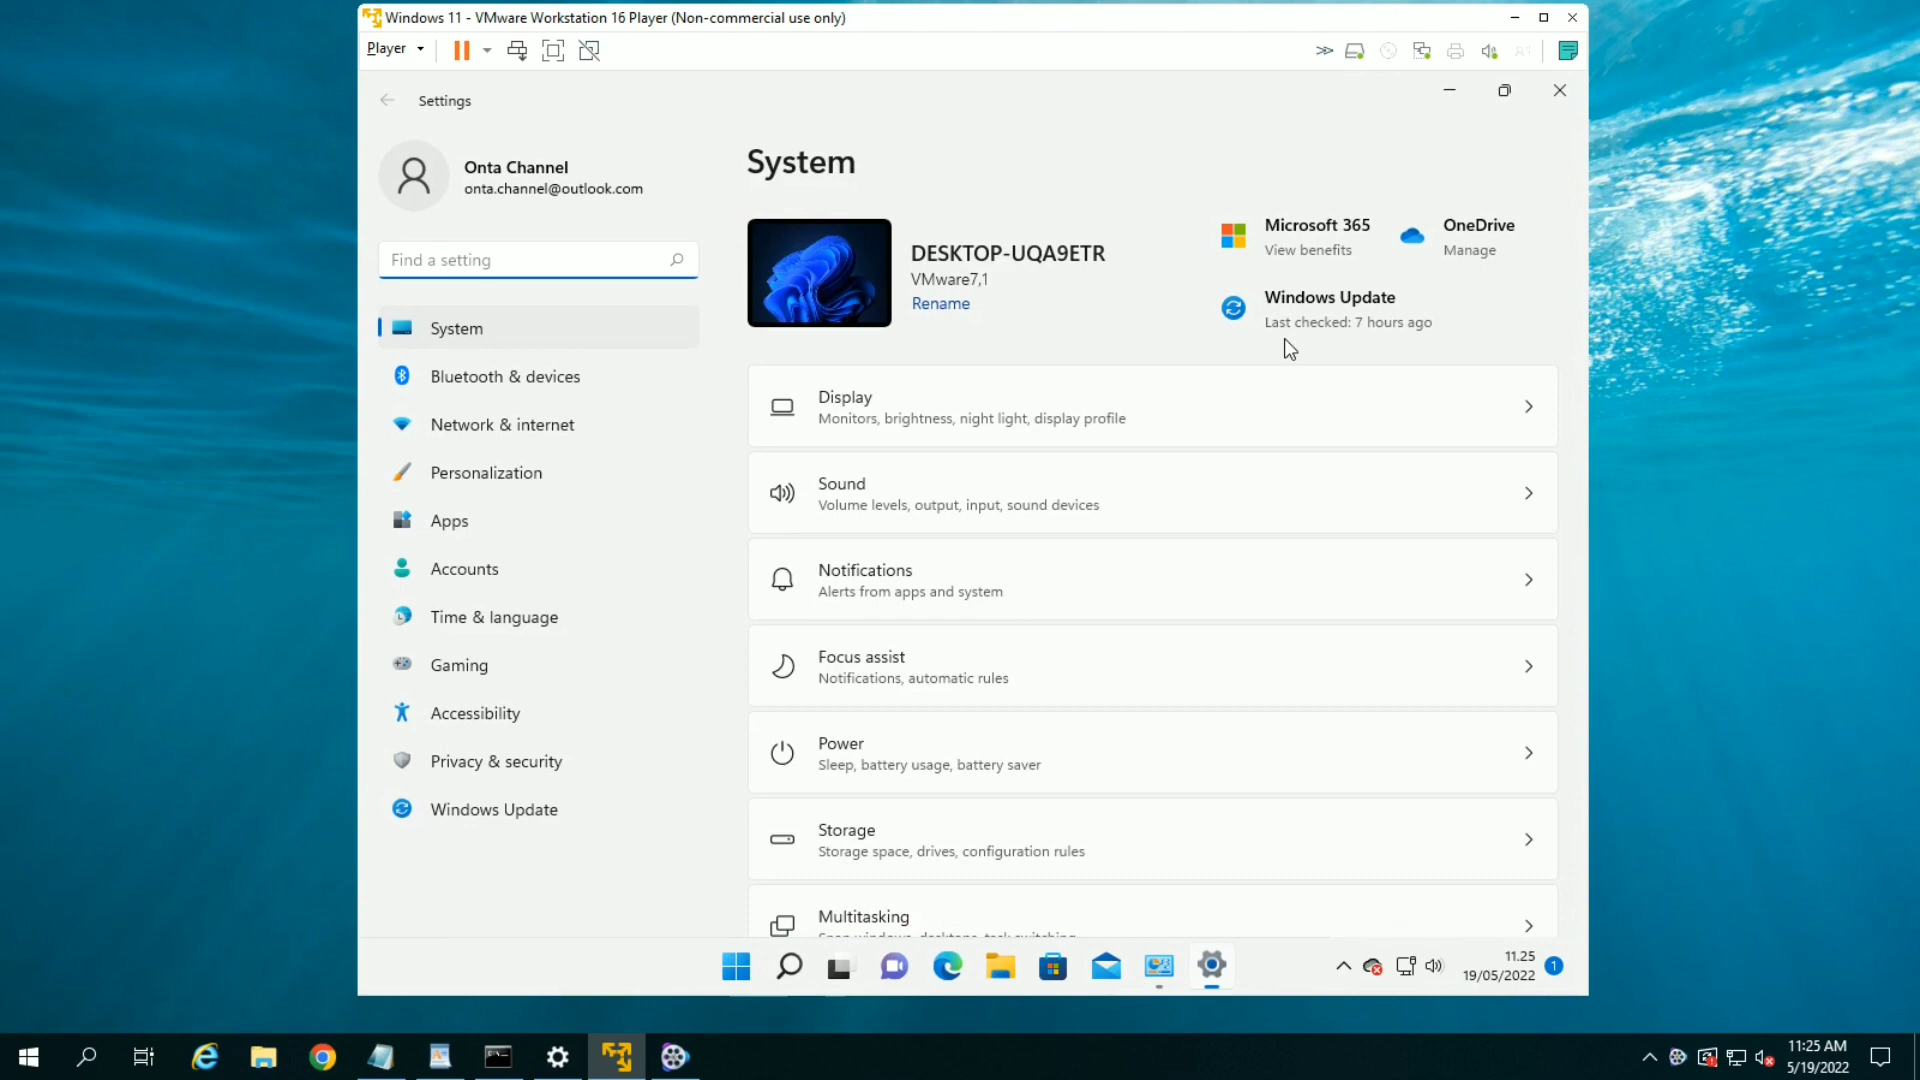 Windows 11 - VMware Workstation 16 Player (Non-commercial use only)
Player
Settings
Onta Channel
onta.channel@outlook.com
Find a setting
System
Bluetooth & devices
Network & internet
Personalization
Apps
Accounts
Time & language
Gaming
Accessibility
Privacy & security
Windows Update
System
DESKTOP-UQA9ETR
VMware7,1
Rename
Microsoft 365
View benefits
OneDrive
Manage
Windows Update
Last checked: 7 hours ago
Display
Monitors, brightness, night light, display profile
Sound
Volume levels, output, input, sound devices
Notifications
Alerts from apps and system
Focus assist
Notifications, automatic rules
Power
Sleep, battery usage, battery saver
Storage
Storage space, drives, configuration rules
Multitasking
Snap windows, desktops, task switching
11.25
19/05/2022
1
11:25 AM
5/19/2022